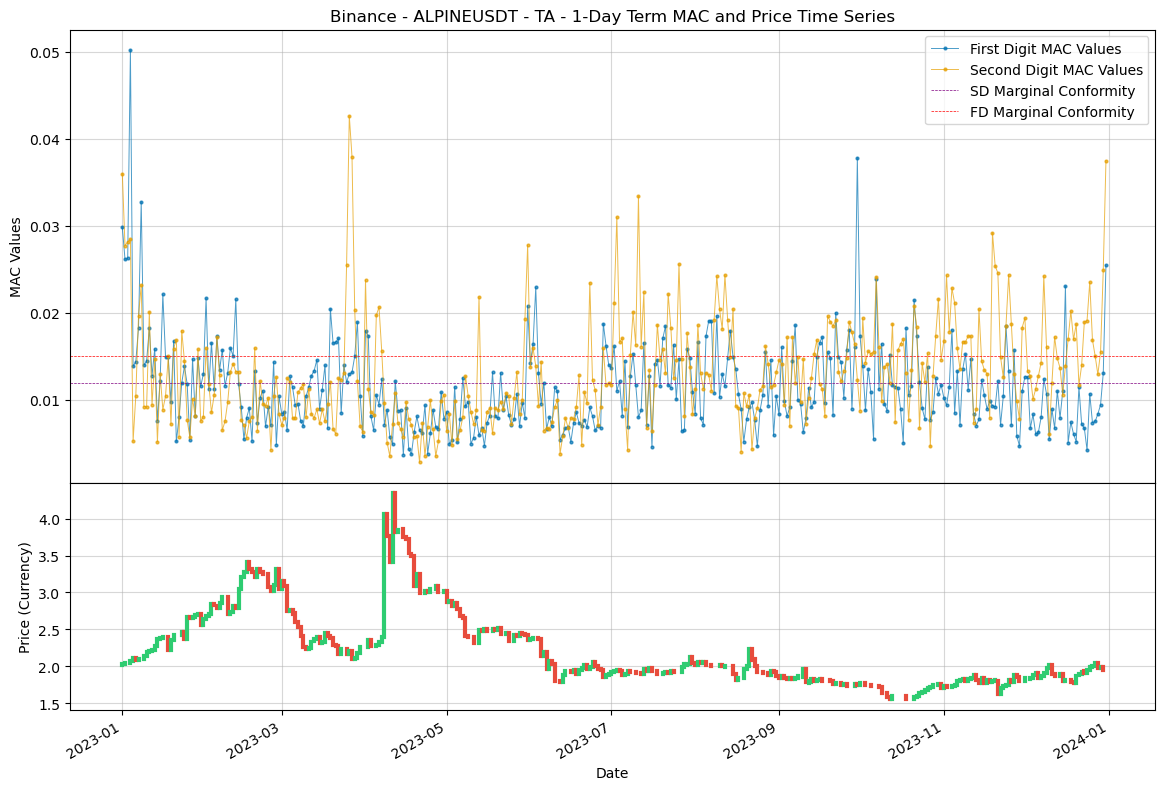 Binance - ALPINEUSDT - TA - 1-Day Term MAC and Price Time Series
First Digit MAC Values
Second Digit MAC Values
SD Marginal Conformity
FD Marginal Conformity
MAC Values
0.05
0.04
0.03
0.02
0.01
Price (Currency)
4.0
3.5
3.0
2.5
2.0
1.5
2023-01
2023-03
2023-05
2023-07
2023-09
2023-11
2024-01
Date